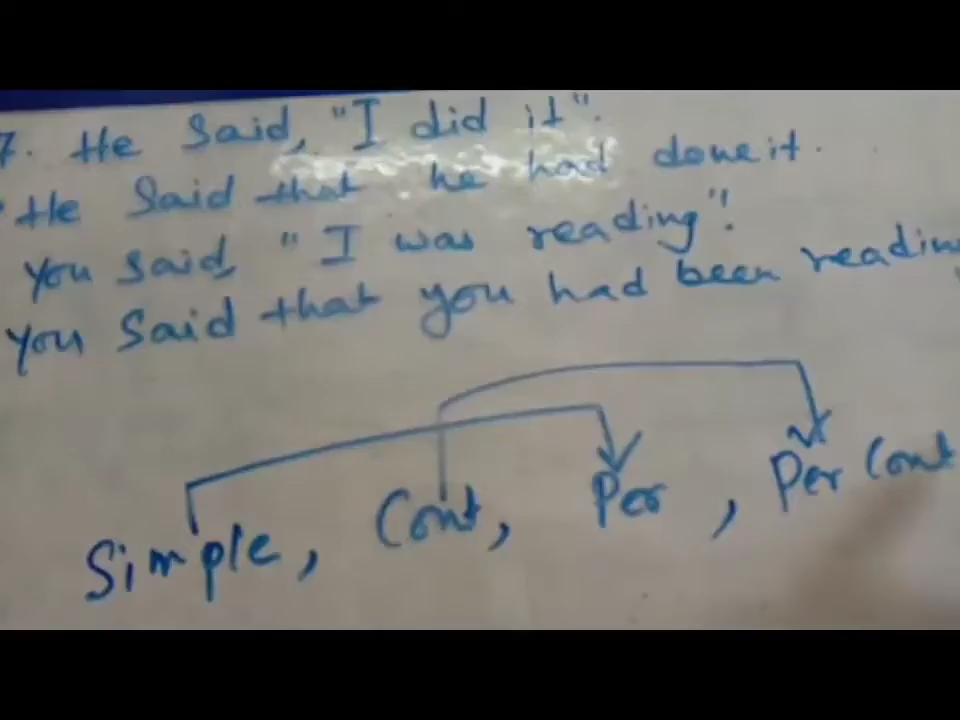 7. He Said, "I did it".
He Said that he had done it.
You said, "I was reading".
You Said that you had been reading
Simple, Cont, Per, Per Cont